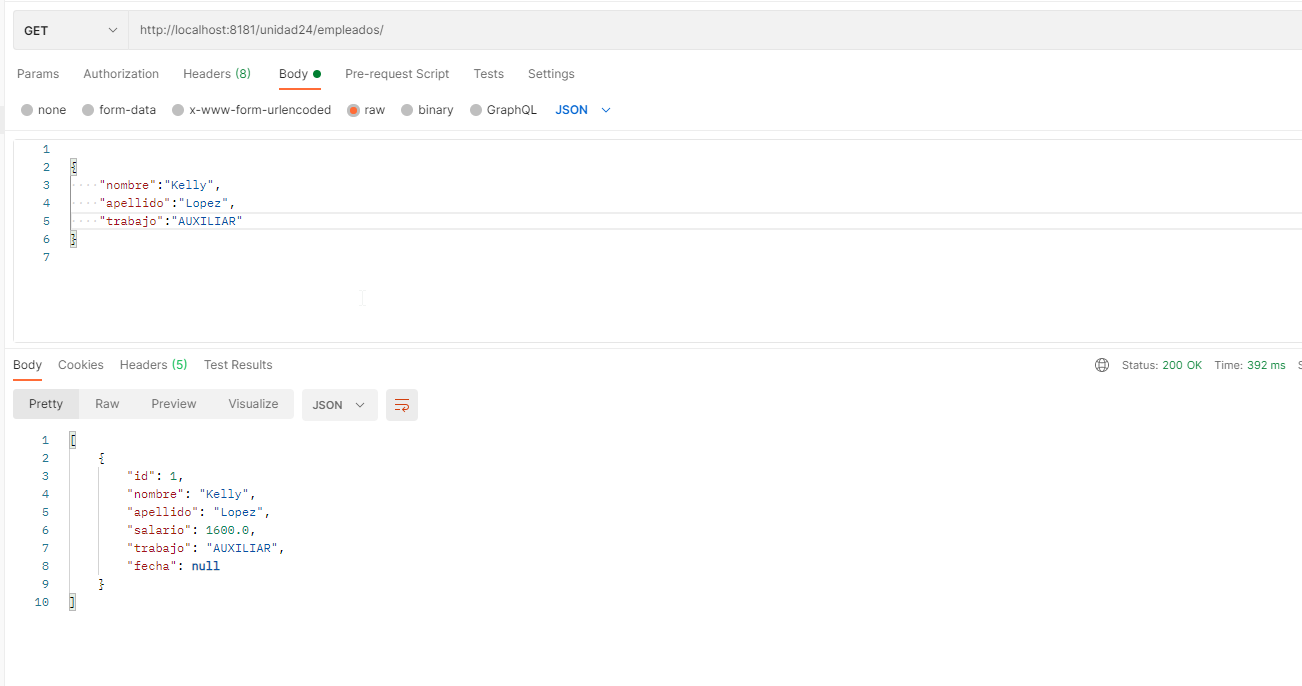 GET http://localhost:8181/unidad24/empleados/
Params Authorization Headers (8) Body Pre-request Script Tests Settings
none form-data x-www-form-urlencoded raw binary GraphQL JSON
1
2 {
3 "nombre":"Kelly",
4 "apellido":"Lopez",
5 "trabajo":"AUXILIAR"
6 }
7
Body Cookies Headers (5) Test Results Status: 200 OK Time: 392 ms S
Pretty Raw Preview Visualize JSON
1 [
2 {
3 "id": 1,
4 "nombre": "Kelly",
5 "apellido": "Lopez",
6 "salario": 1600.0,
7 "trabajo": "AUXILIAR",
8 "fecha": null
9 }
10 ]